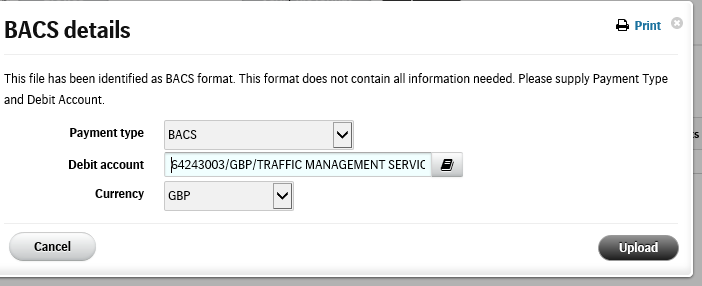 BACS details
Print
This file has been identified as BACS format. This format does not contain all information needed. Please supply Payment Type
and Debit Account.
Payment type BACS
Debit account 64243003/GBP/TRAFFIC MANAGEMENT SERVIC
Currency GBP
Cancel Upload